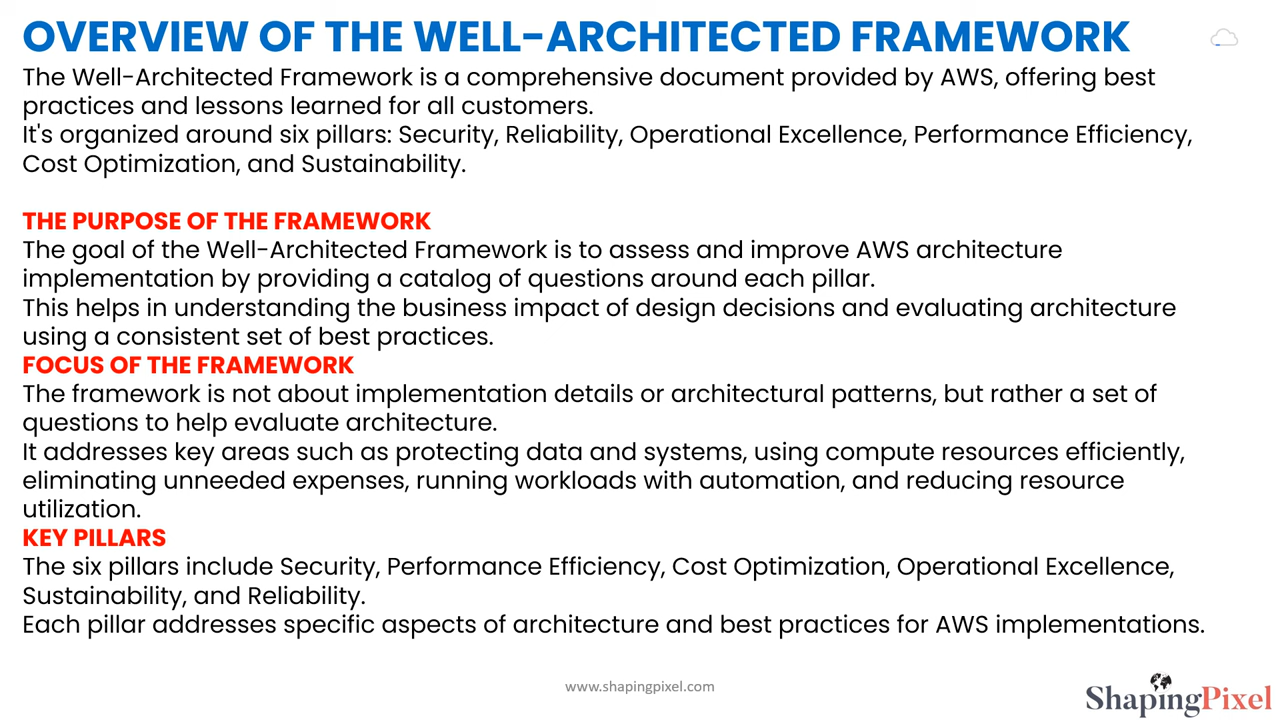 OVERVIEW OF THE WELL-ARCHITECTED FRAMEWORK
The Well-Architected Framework is a comprehensive document provided by AWS, offering best
practices and lessons learned for all customers.
It's organized around six pillars: Security, Reliability, Operational Excellence, Performance Efficiency,
Cost Optimization, and Sustainability.
THE PURPOSE OF THE FRAMEWORK
The goal of the Well-Architected Framework is to assess and improve AWS architecture
implementation by providing a catalog of questions around each pillar.
This helps in understanding the business impact of design decisions and evaluating architecture
using a consistent set of best practices.
FOCUS OF THE FRAMEWORK
The framework is not about implementation details or architectural patterns, but rather a set of
questions to help evaluate architecture.
It addresses key areas such as protecting data and systems, using compute resources efficiently,
eliminating unneeded expenses, running workloads with automation, and reducing resource
utilization.
KEY PILLARS
The six pillars include Security, Performance Efficiency, Cost Optimization, Operational Excellence,
Sustainability, and Reliability.
Each pillar addresses specific aspects of architecture and best practices for AWS implementations.
www.shapingpixel.com
ShapingPixel